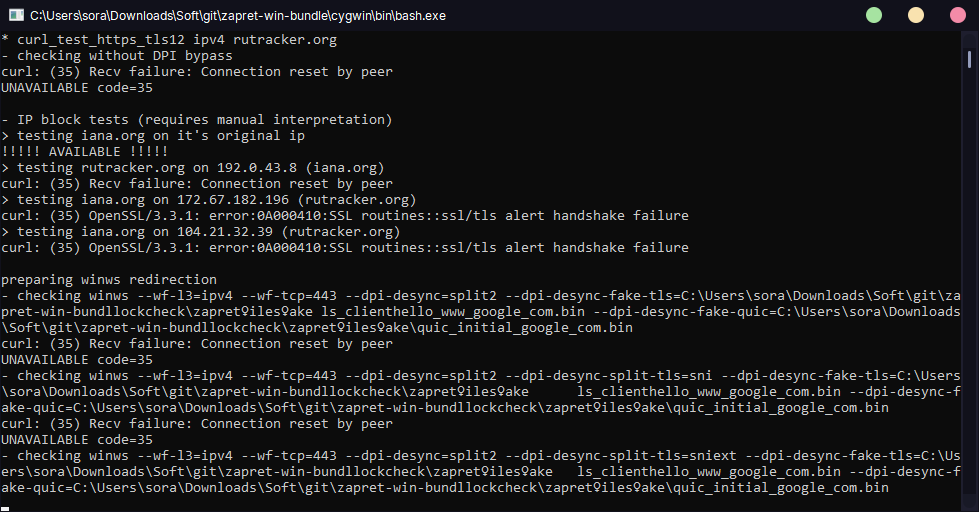 C:\Users\sora\Downloads\Soft\git\zapret-win-bundle\cygwin\bin\bash.exe
* curl_test_https_tls12 ipv4 rutracker.org
- checking without DPI bypass
curl: (35) Recv failure: Connection reset by peer
UNAVAILABLE code=35
- IP block tests (requires manual interpretation)
> testing iana.org on it's original ip
!!!!! AVAILABLE !!!!!
> testing rutracker.org on 192.0.43.8 (iana.org)
curl: (35) Recv failure: Connection reset by peer
> testing iana.org on 172.67.182.196 (rutracker.org)
curl: (35) OpenSSL/3.3.1: error:0A000410:SSL routines::ssl/tls alert handshake failure
> testing iana.org on 104.21.32.39 (rutracker.org)
curl: (35) OpenSSL/3.3.1: error:0A000410:SSL routines::ssl/tls alert handshake failure
preparing winws redirection
- checking winws --wf-l3=ipv4 --wf-tcp=443 --dpi-desync=split2 --dpi-desync-fake-tls=C:\Users\sora\Downloads\Soft\git\za
pret-win-bundllockcheck\zapret♀iles♀ake ls_clienthello_www_google_com.bin --dpi-desync-fake-quic=C:\Users\sora\Downloads
\Soft\git\zapret-win-bundllockcheck\zapret♀iles♀ake\quic_initial_google_com.bin
curl: (35) Recv failure: Connection reset by peer
UNAVAILABLE code=35
- checking winws --wf-l3=ipv4 --wf-tcp=443 --dpi-desync=split2 --dpi-desync-split-tls=sni --dpi-desync-fake-tls=C:\Users
\sora\Downloads\Soft\git\zapret-win-bundllockcheck\zapret♀iles♀ake      ls_clienthello_www_google_com.bin --dpi-desync-f
ake-quic=C:\Users\sora\Downloads\Soft\git\zapret-win-bundllockcheck\zapret♀iles♀ake\quic_initial_google_com.bin
curl: (35) Recv failure: Connection reset by peer
UNAVAILABLE code=35
- checking winws --wf-l3=ipv4 --wf-tcp=443 --dpi-desync=split2 --dpi-desync-split-tls=sniext --dpi-desync-fake-tls=C:\Us
ers\sora\Downloads\Soft\git\zapret-win-bundllockcheck\zapret♀iles♀ake   ls_clienthello_www_google_com.bin --dpi-desync-f
ake-quic=C:\Users\sora\Downloads\Soft\git\zapret-win-bundllockcheck\zapret♀iles♀ake\quic_initial_google_com.bin